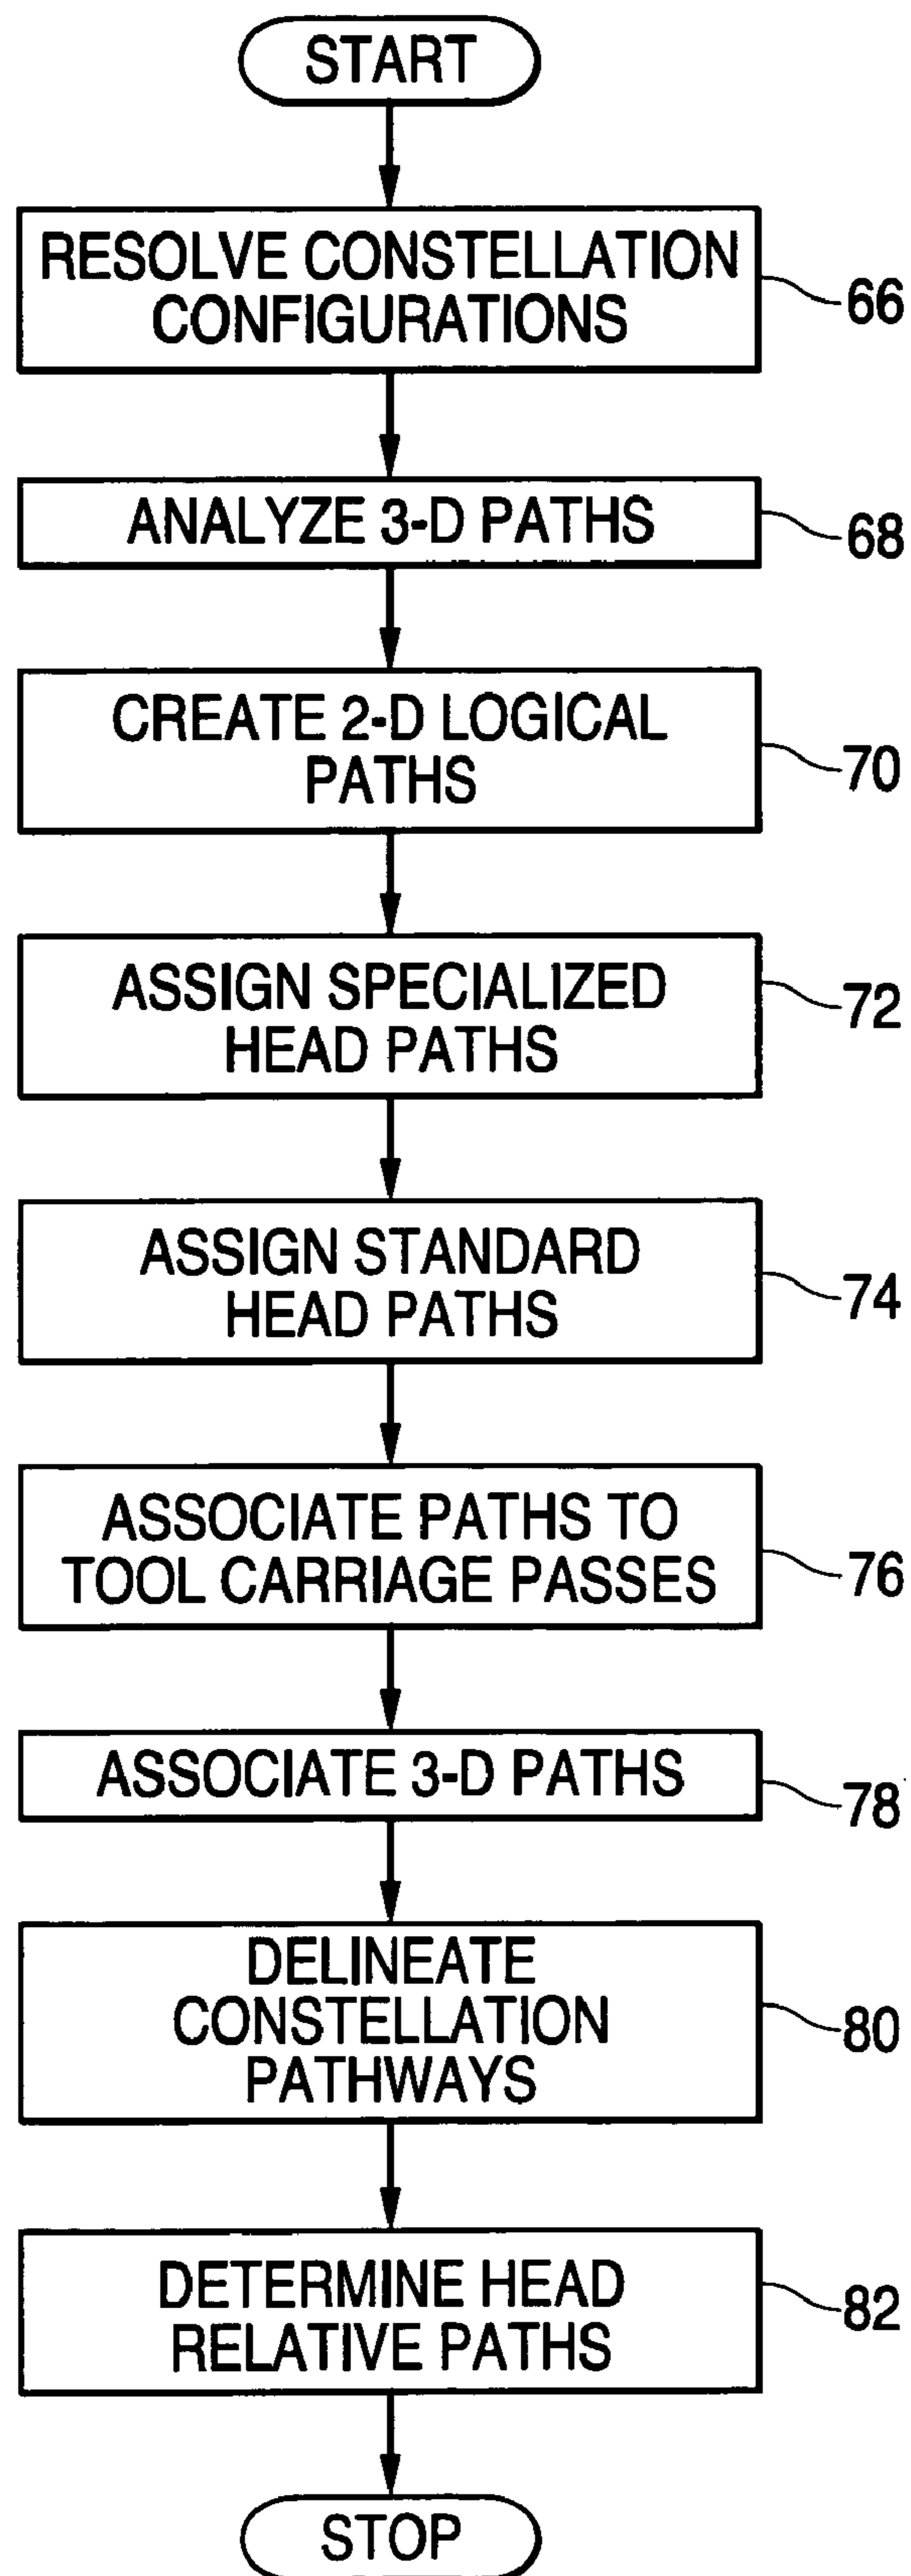 START
RESOLVE CONSTELLATION
CONFIGURATIONS
66
ANALYZE 3-D PATHS
68
CREATE 2-D LOGICAL
PATHS
70
ASSIGN SPECIALIZED
HEAD PATHS
72
ASSIGN STANDARD
HEAD PATHS
74
ASSOCIATE PATHS TO
TOOL CARRIAGE PASSES
76
ASSOCIATE 3-D PATHS
78
DELINEATE
CONSTELLATION
PATHWAYS
80
DETERMINE HEAD
RELATIVE PATHS
82
STOP